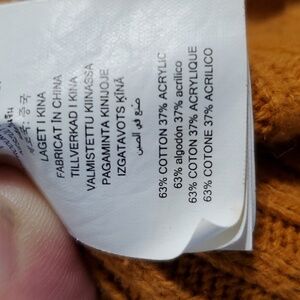 LAGET I KINA
FABRICAT ÎN CHINA
TILLVERKAD I KINA
VALMISTETTU KIINASSA
PAGAMINTA KINIJOJE
IZGATAVOTS ĶĪNĀ
صنع في الصين
63% COTTON 37% ACRYLIC
63% algodón 37% acrílico
63% COTON 37% ACRYLIQUE
63% COTONE 37% ACRILICO